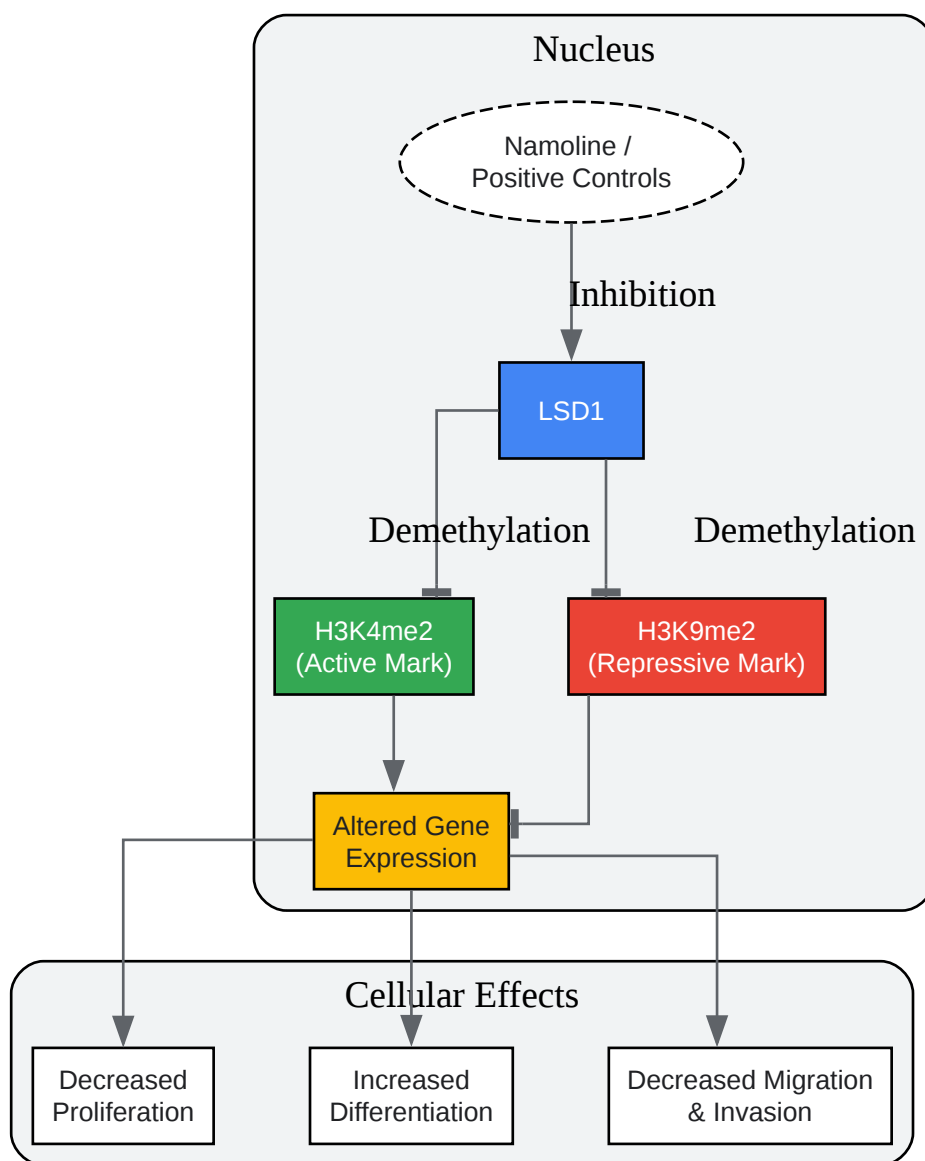 Nucleus
Namoline /
Positive Controls
Inhibition
LSD1
Demethylation
Demethylation
H3K4me2
(Active Mark)
H3K9me2
(Repressive Mark)
Altered Gene
Expression
Cellular Effects
Decreased
Proliferation
Increased
Differentiation
Decreased Migration
& Invasion